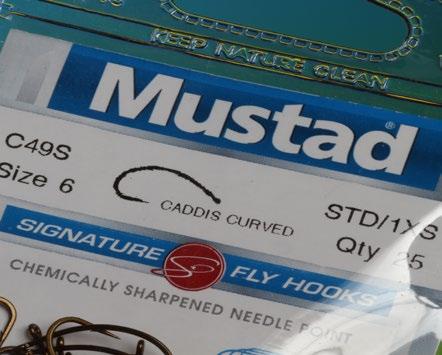 KEEP NATURE CLEAN
Mustad®
C49S
STD/1XS
Size 6
CADDIS CURVED
Qty 25
SIGNATURE FLY HOOKS
CHEMICALLY SHARPENED NEEDLE POINT